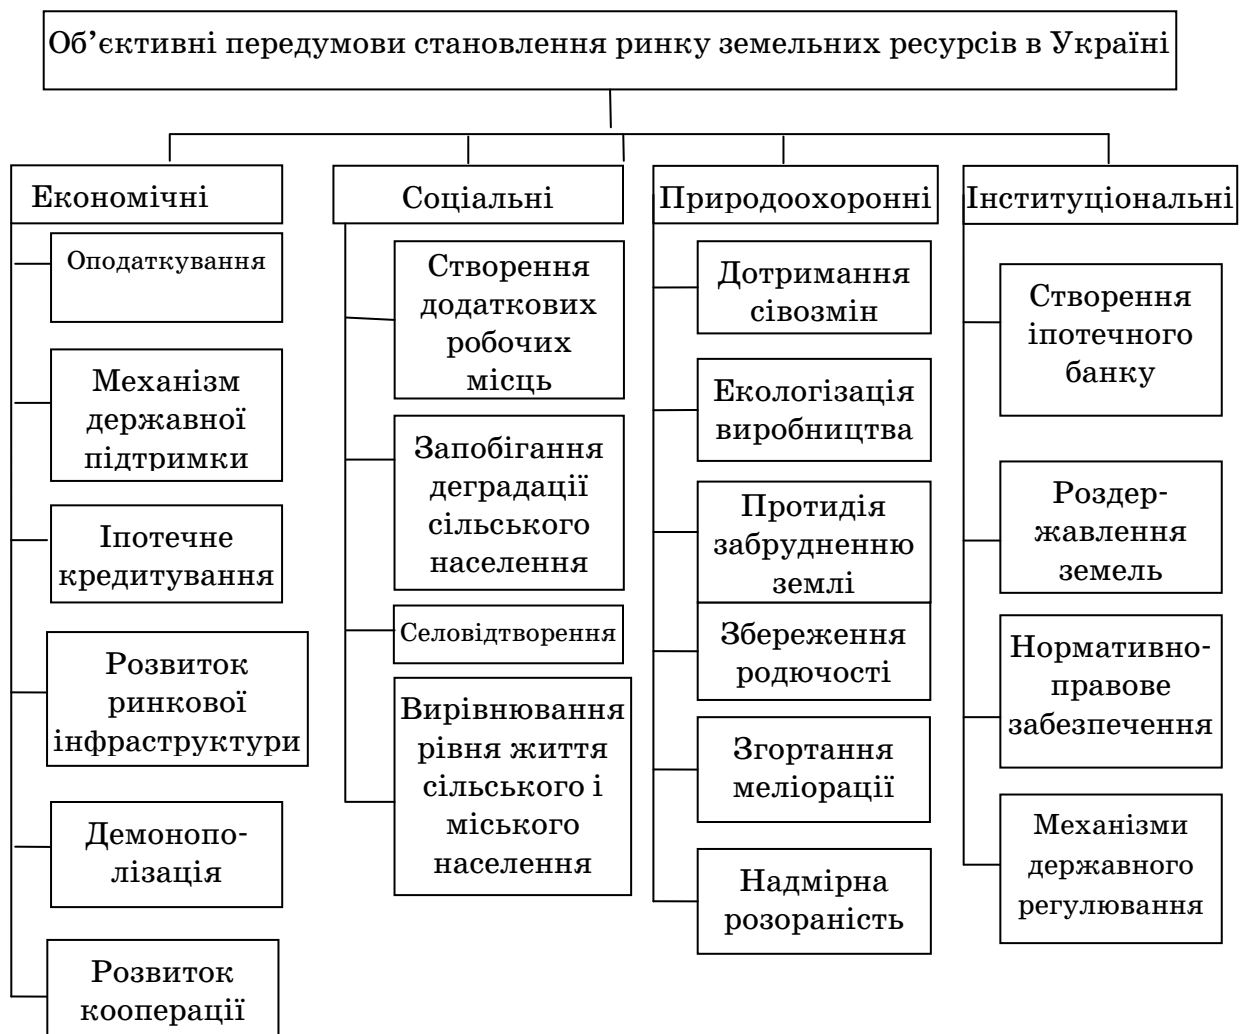 Об’єктивні передумови становлення ринку земельних ресурсів в Україні
Економічні
Оподаткування
Механізм
державної
підтримки
Іпотечне
кредитування
Розвиток
ринкової
інфраструктури
Демонопо-
лізація
Розвиток
кооперації
Соціальні
Створення
додаткових
робочих
місць
Запобігання
деградації
сільського
населення
Селовідтворення
Вирівнювання
рівня життя
сільського і
міського
населення
Природоохоронні
Дотримання
сівозмін
Екологізація
виробництва
Протидія
забрудненню
землі
Збереження
родючості
Згортання
меліорації
Надмірна
розораність
Інституціональні
Створення
іпотечного
банку
Роздер-
жавлення
земель
Нормативно-
правове
забезпечення
Механізми
державного
регулювання